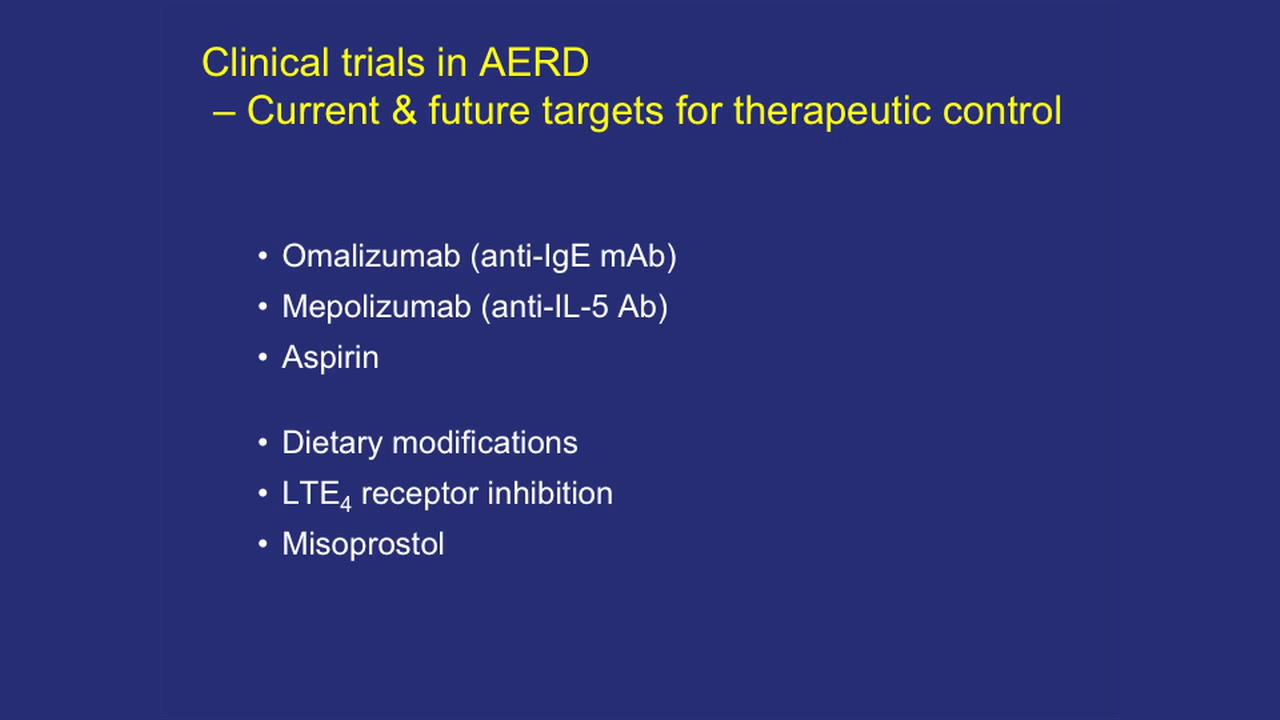 Clinical trials in AERD
– Current & future targets for therapeutic control
• Omalizumab (anti-IgE mAb)
• Mepolizumab (anti-IL-5 Ab)
• Aspirin
• Dietary modifications
• LTE₄ receptor inhibition
• Misoprostol